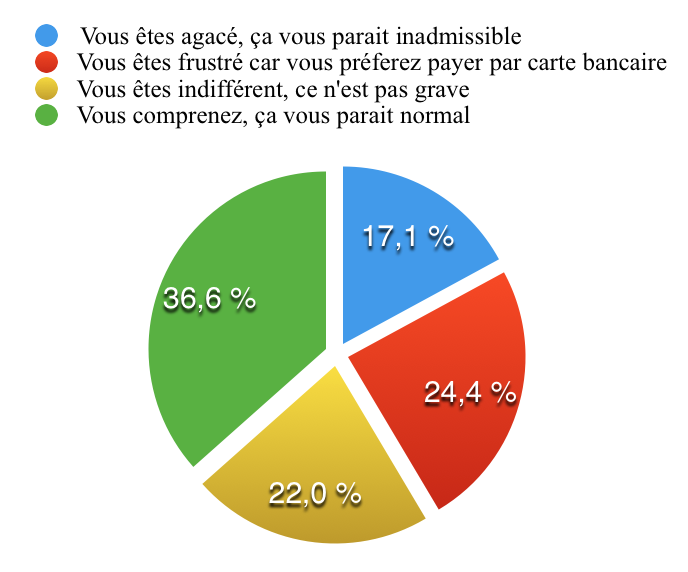 Vous êtes agacé, ça vous parait inadmissible
Vous êtes frustré car vous préferez payer par carte bancaire
Vous êtes indifférent, ce n'est pas grave
Vous comprenez, ça vous parait normal
17,1 %
36,6 %
24,4 %
22,0 %